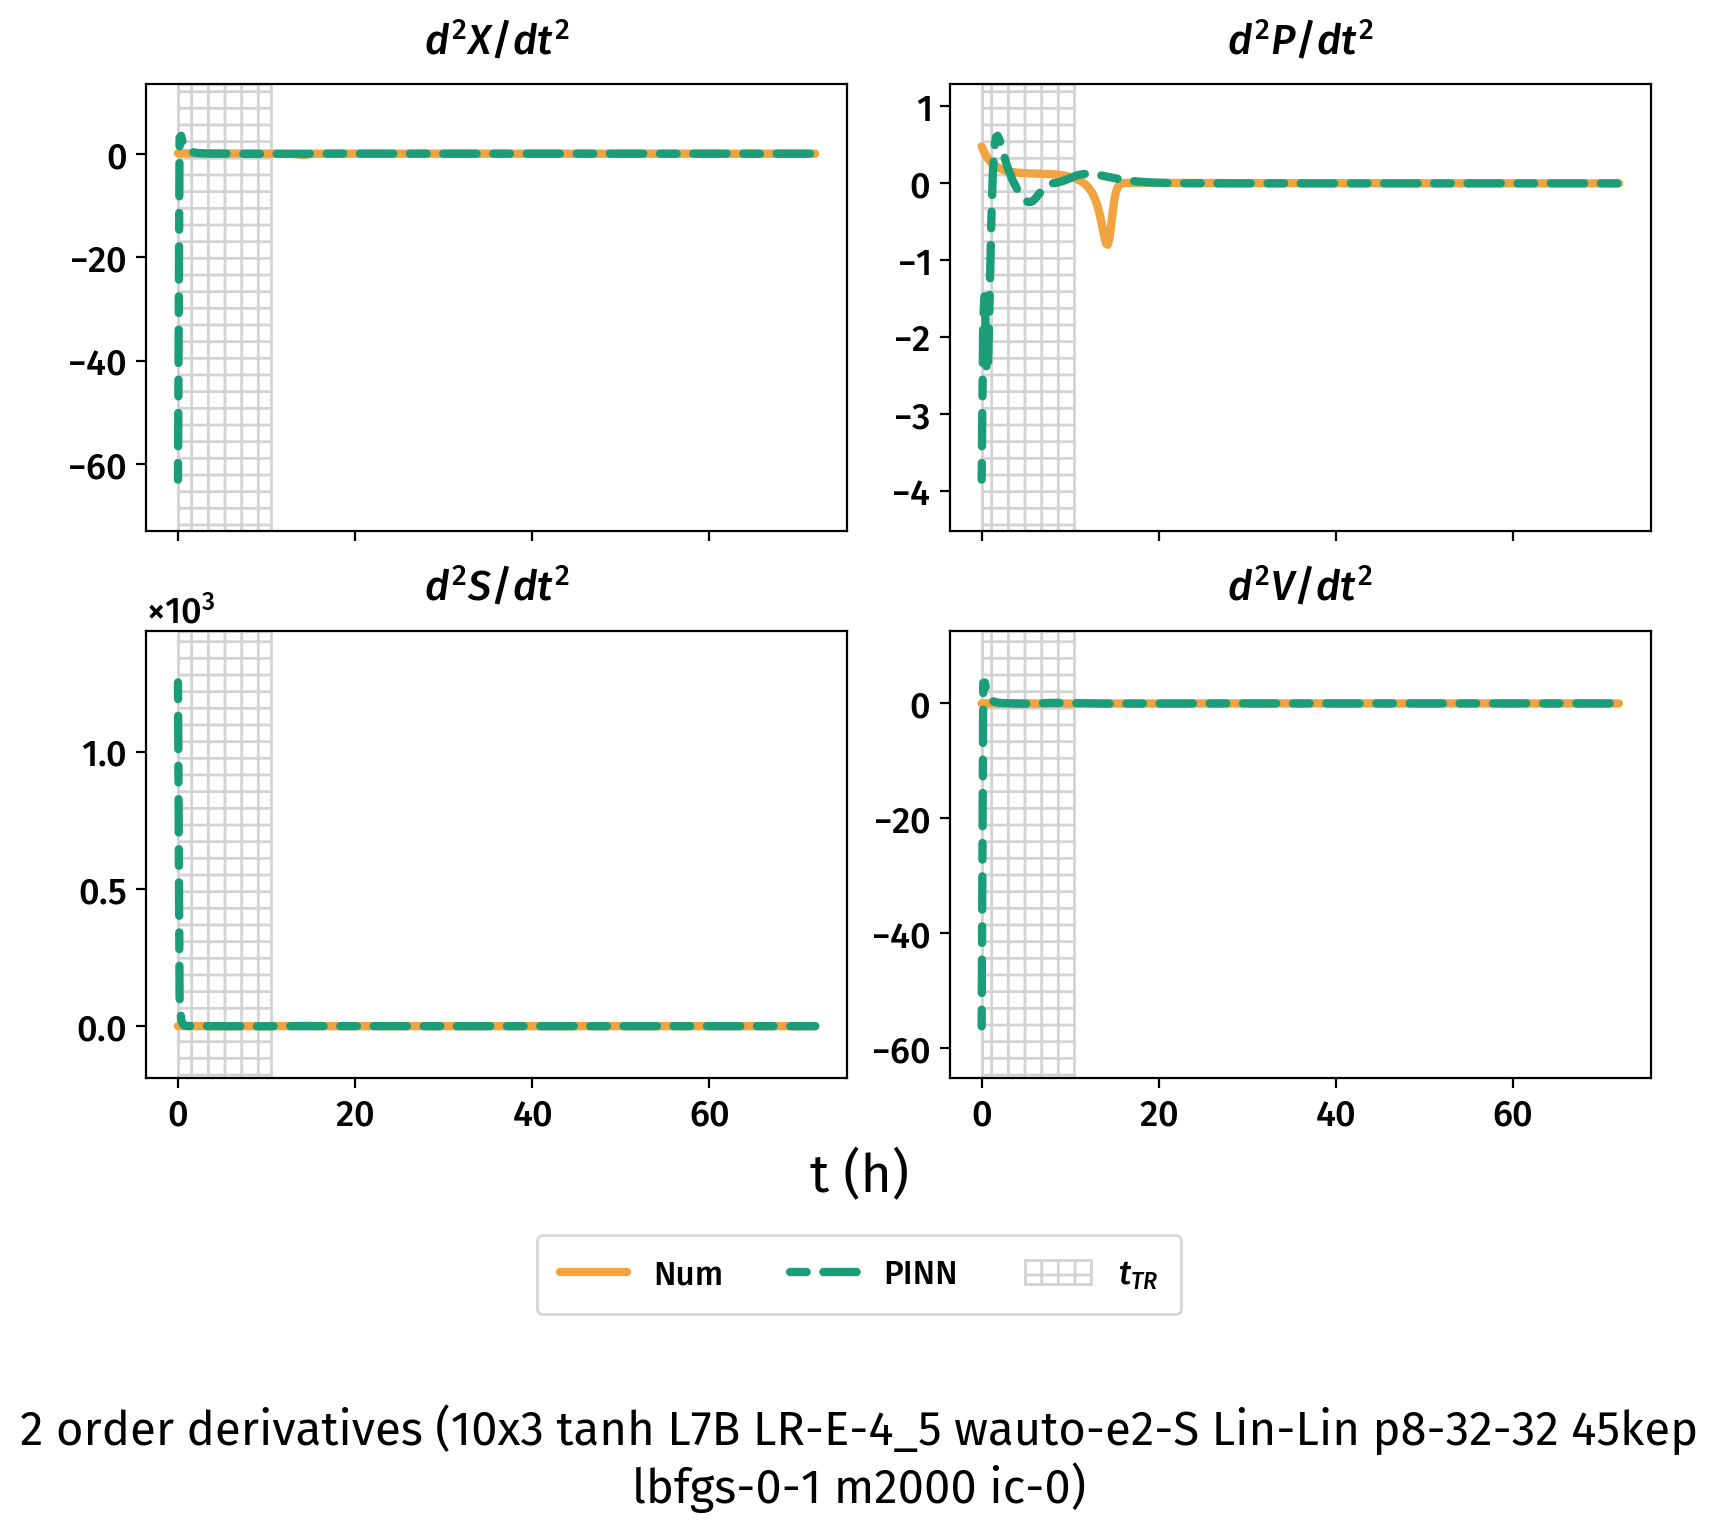 d²X/dt²
d²P/dt²
0
−20
−40
−60
1
0
−1
−2
−3
−4
d²S/dt²
d²V/dt²
×10³
1.0
0.5
0.0
0
−20
−40
−60
0 20 40 60
0 20 40 60
t (h)
Num PINN t_TR
2 order derivatives (10x3 tanh L7B LR-E-4_5 wauto-e2-S Lin-Lin p8-32-32 45kep
lbfgs-0-1 m2000 ic-0)